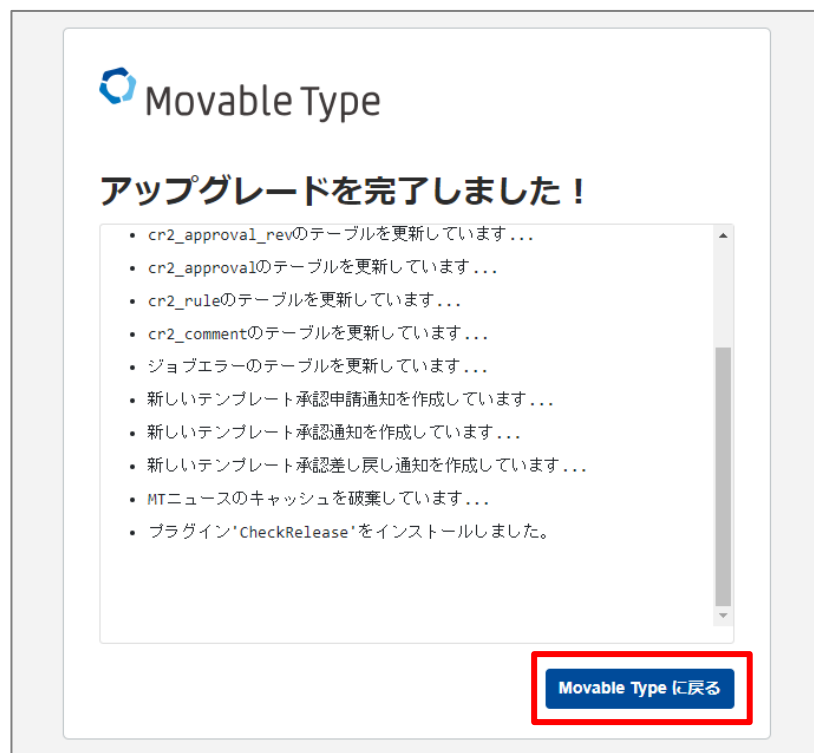 Movable Type
アップグレードを完了しました！
• cr2_approval_revのテーブルを更新しています...
• cr2_approvalのテーブルを更新しています...
• cr2_ruleのテーブルを更新しています...
• cr2_commentのテーブルを更新しています...
• ジョブエラーのテーブルを更新しています...
• 新しいテンプレート承認申請通知を作成しています...
• 新しいテンプレート承認通知を作成しています...
• 新しいテンプレート承認差し戻し通知を作成しています...
• MTニュースのキャッシュを破棄しています...
• プラグイン'CheckRelease'をインストールしました。
Movable Type に戻る